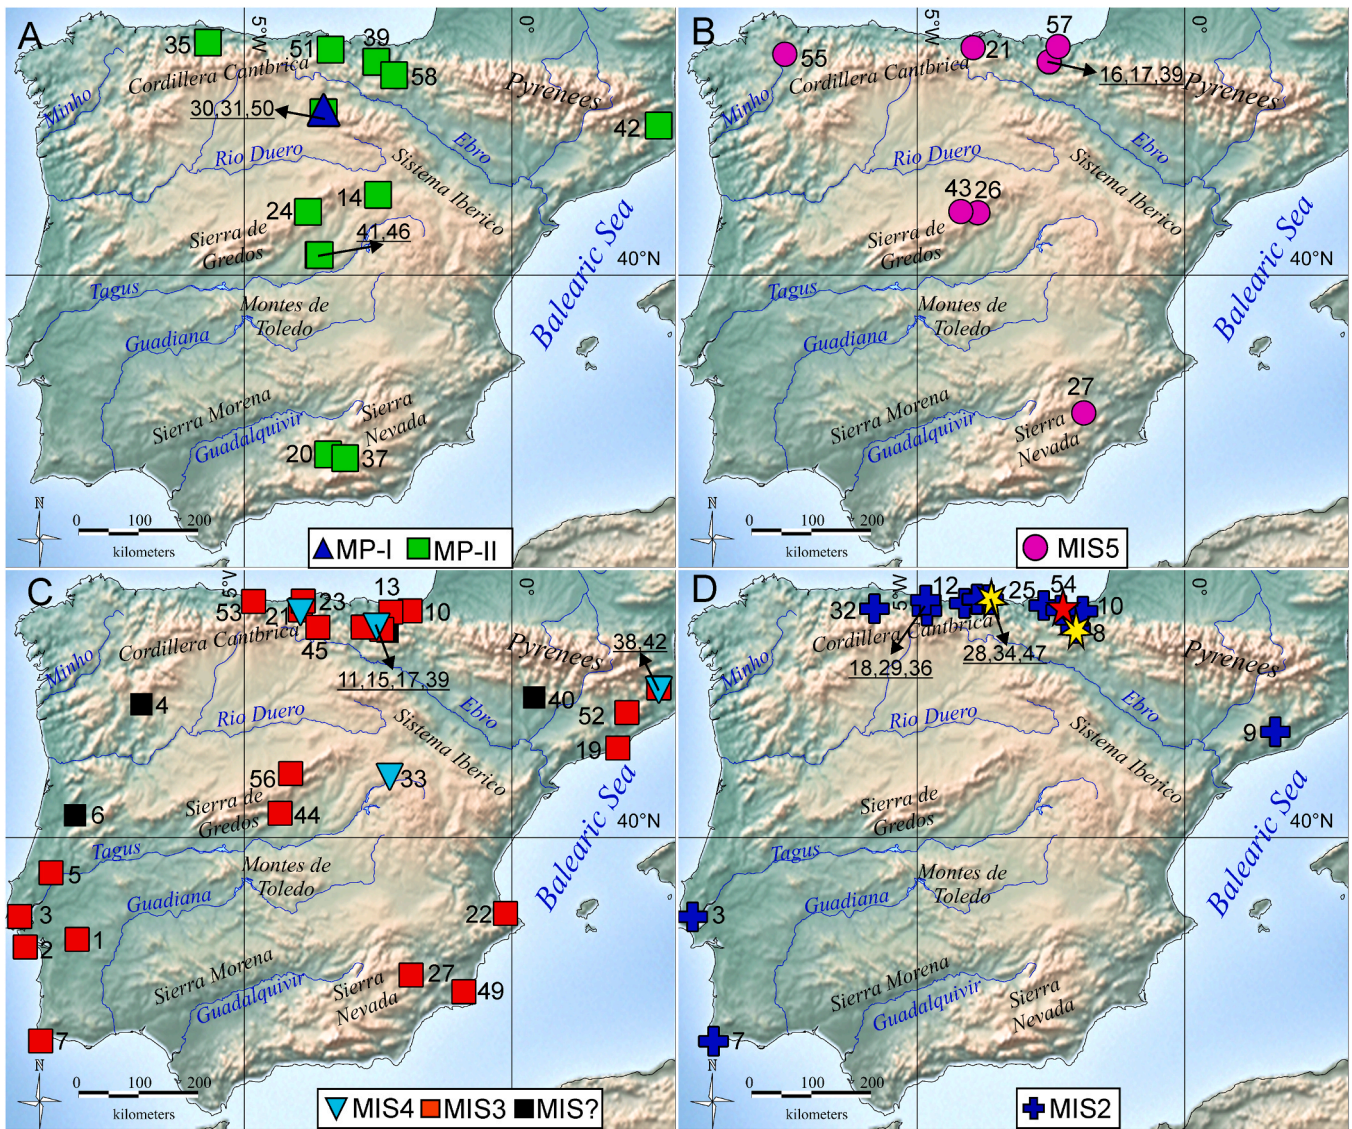 A
35
5°W
51
39
58
0°
Cordillera Cantbrica
Pyrenees
Minho
30,31,50
42
Rio Duero
Ebro
Sistema Iberico
14
24
41,46
Sierra de
Gredos
Balearic Sea
40°N
Tagus
Montes de
Toledo
Guadiana
Sierra Morena
Sierra
Nevada
Guadalquivir
20
37
N
0 100 200
kilometers
MP-I MP-II
B
55
5°W
21
57
0°
Cordillera Cantbrica
16,17,39
Pyrenees
Minho
Rio Duero
Ebro
Sistema Iberico
43
26
Sierra de
Gredos
Balearic Sea
40°N
Tagus
Montes de
Toledo
Guadiana
27
Sierra Morena
Sierra
Nevada
Guadalquivir
N
0 100 200
kilometers
MIS5
C
53
21
23
13
10
0
Cordillera Cantbrica
45
Pyrenees
38,42
Minho
11,15,17,39
4
40
52
Rio Duero
Ebro
Sistema Iberico
19
56
33
Sierra de
Gredos
44
6
Balearic Sea
40°N
Tagus
5
Montes de
Toledo
Guadiana
3
22
1
2
Sierra Morena
Sierra
Nevada
27
49
Guadalquivir
7
N
0 100 200
kilometers
MIS4 MIS3 MIS?
D
32
5°W
12
25
54
10
8
0
Cordillera Cantbrica
18,29,36
28,34,47
Pyrenees
Minho
9
Rio Duero
Ebro
Sistema Iberico
Sierra de
Gredos
Balearic Sea
40°N
Tagus
Montes de
Toledo
Guadiana
3
Sierra Morena
Sierra
Nevada
Guadalquivir
7
N
0 100 200
kilometers
MIS2